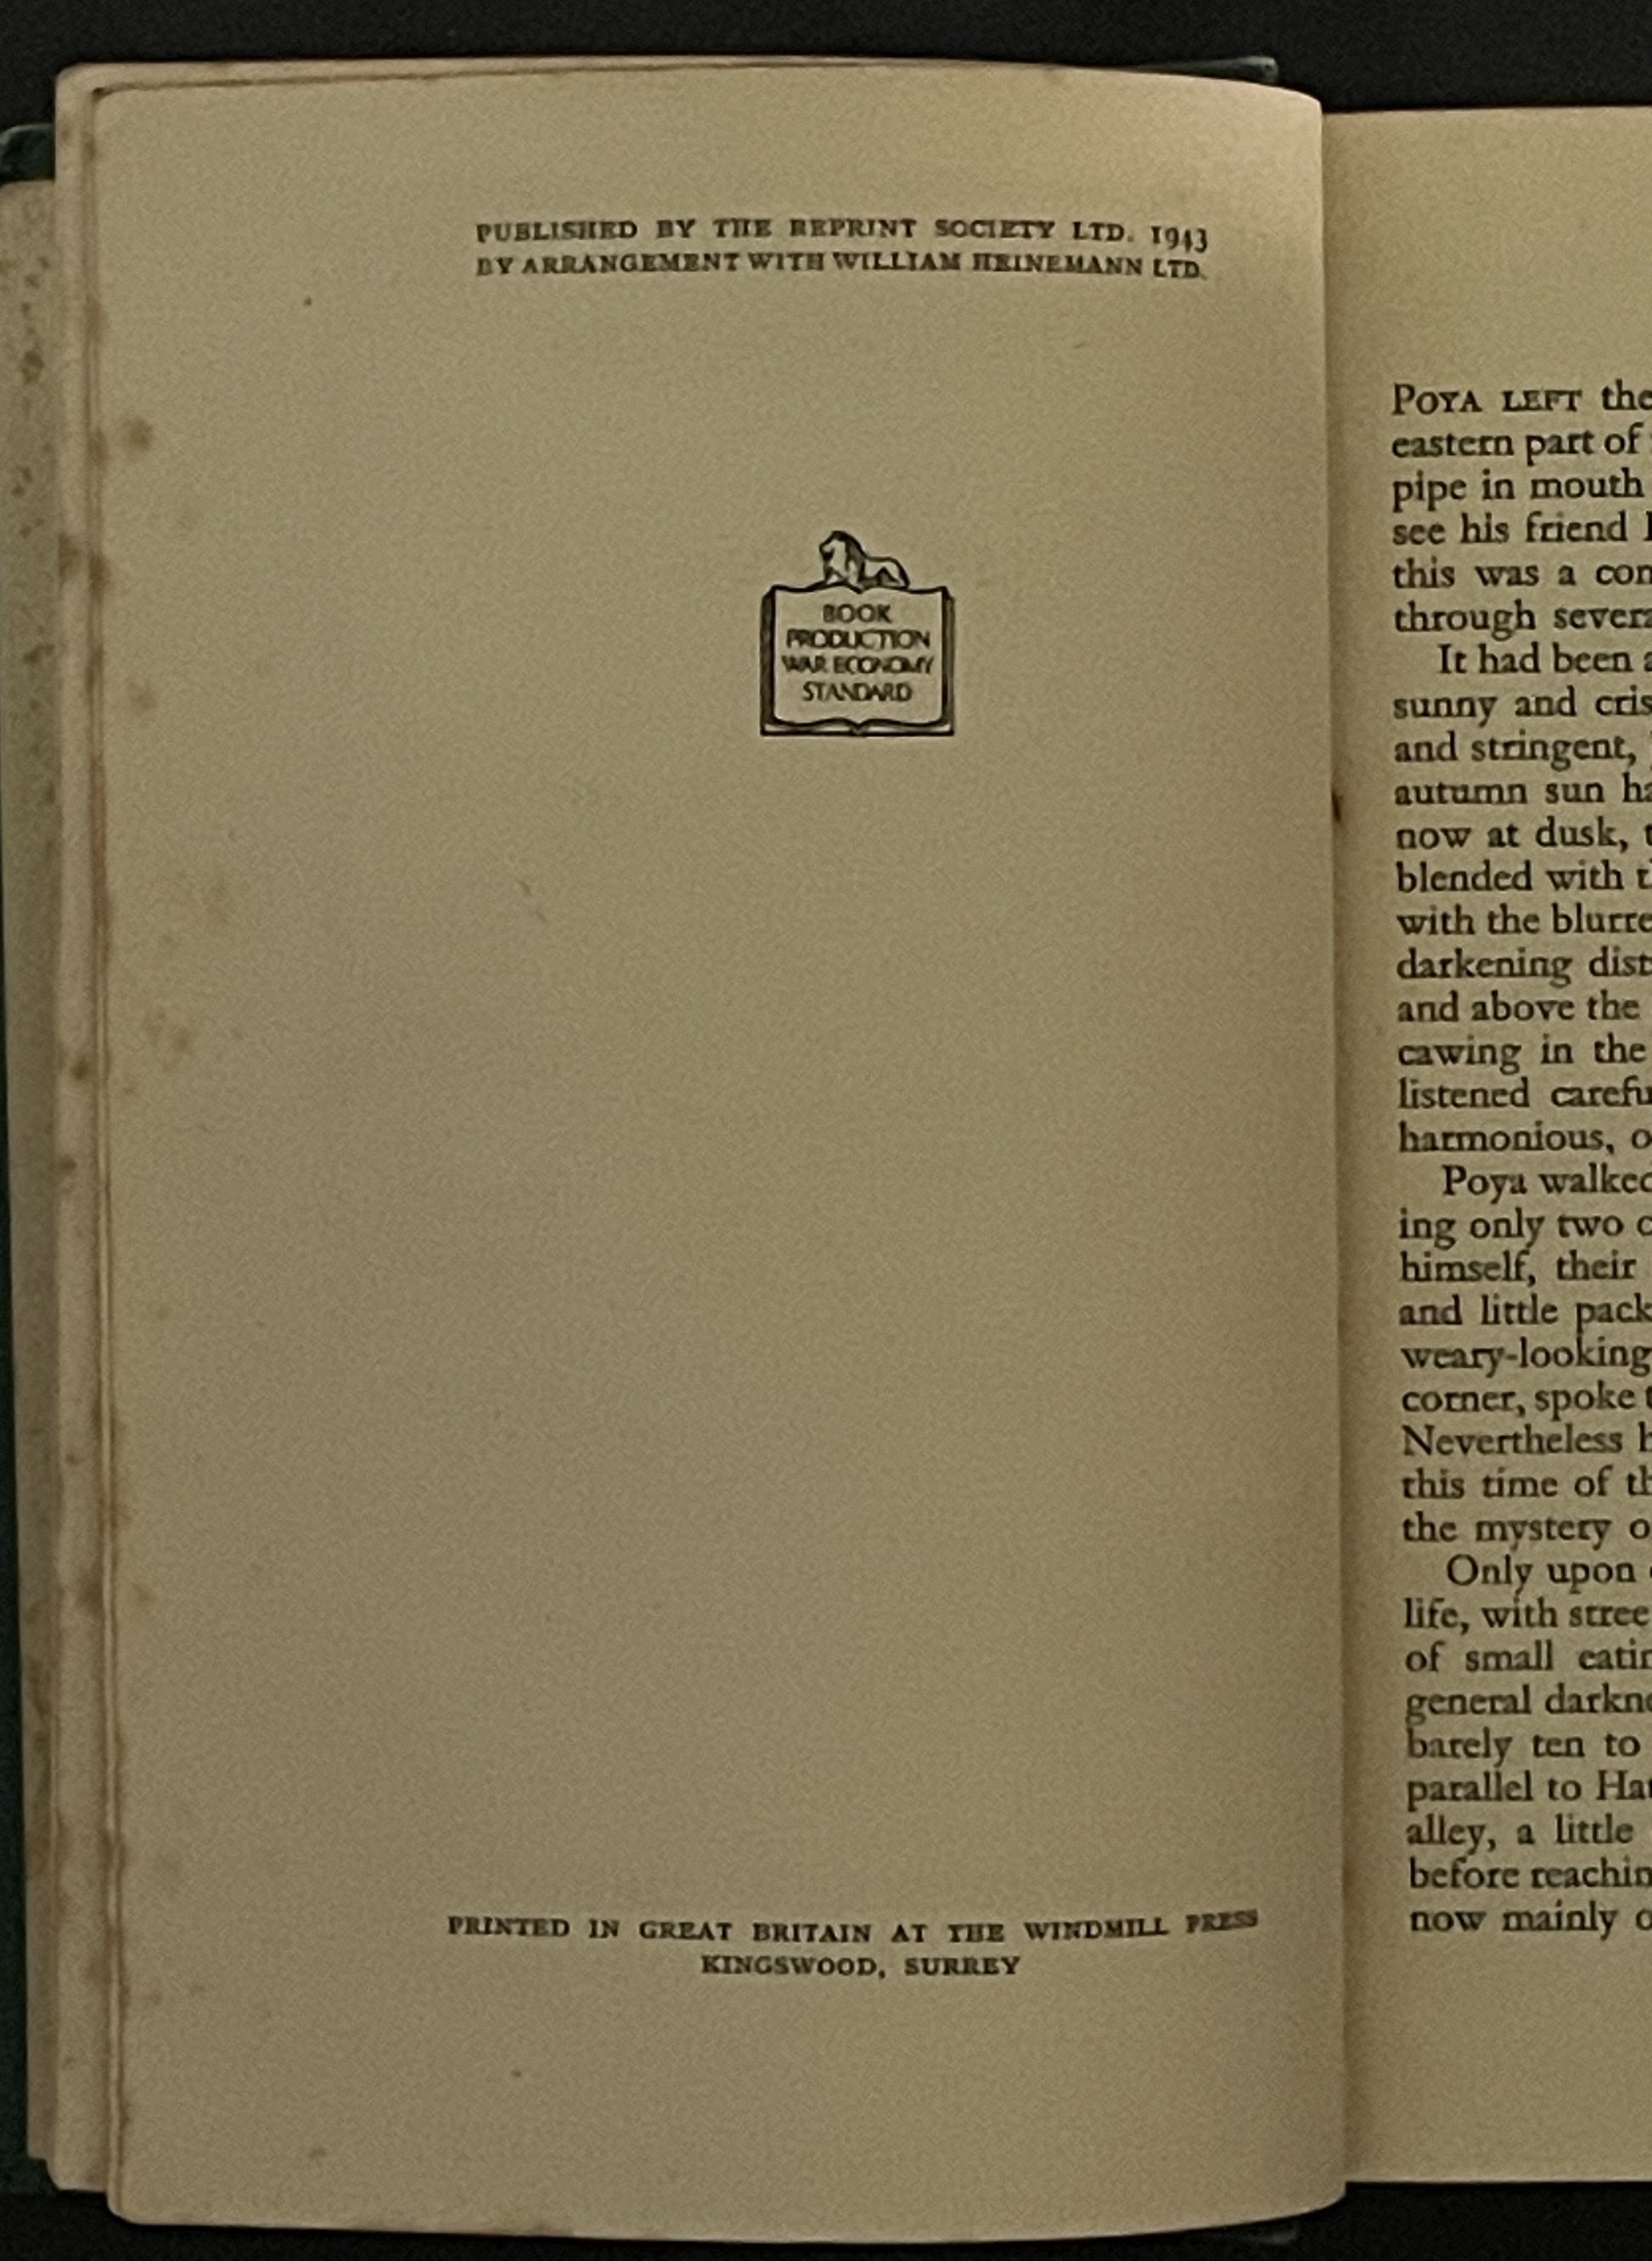 PUBLISHED BY THE REPRINT SOCIETY LTD. 1943
BY ARRANGEMENT WITH WILLIAM HEINEMANN LTD.
BOOK
PRODUCTION
WAR ECONOMY
STANDARD
PRINTED IN GREAT BRITAIN AT THE WINDMILL PRESS
KINGSWOOD, SURREY
POYA LEFT the
eastern part of
pipe in mouth
see his friend
this was a con
through severa
It had been a
sunny and cris
and stringent,
autumn sun ha
now at dusk, t
blended with th
with the blurre
darkening dist
and above the
cawing in the
listened carefu
harmonious, o
Poya walked
ing only two c
himself, their
and little pack
weary-looking
corner, spoke t
Nevertheless h
this time of th
the mystery o
Only upon
life, with stree
of small eatin
general darkne
barely ten to
parallel to Hat
alley, a little
before reachin
now mainly o